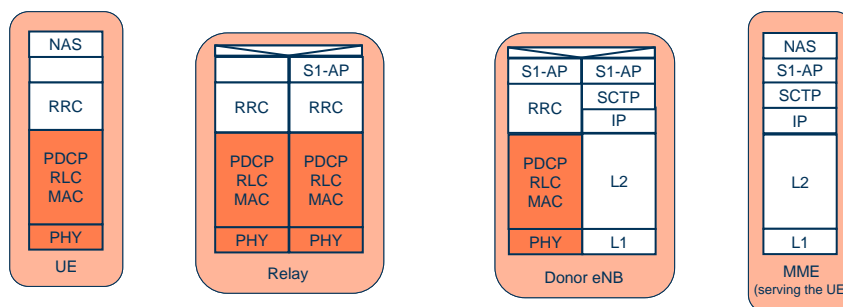 NAS
RRC
PDCP
RLC
MAC
PHY
UE
S1-AP
RRC
RRC
PDCP
RLC
MAC
PDCP
RLC
MAC
PHY
PHY
Relay
S1-AP
S1-AP
RRC
SCTP
IP
PDCP
RLC
MAC
L2
PHY
L1
Donor eNB
NAS
S1-AP
SCTP
IP
L2
L1
MME
(serving the UE